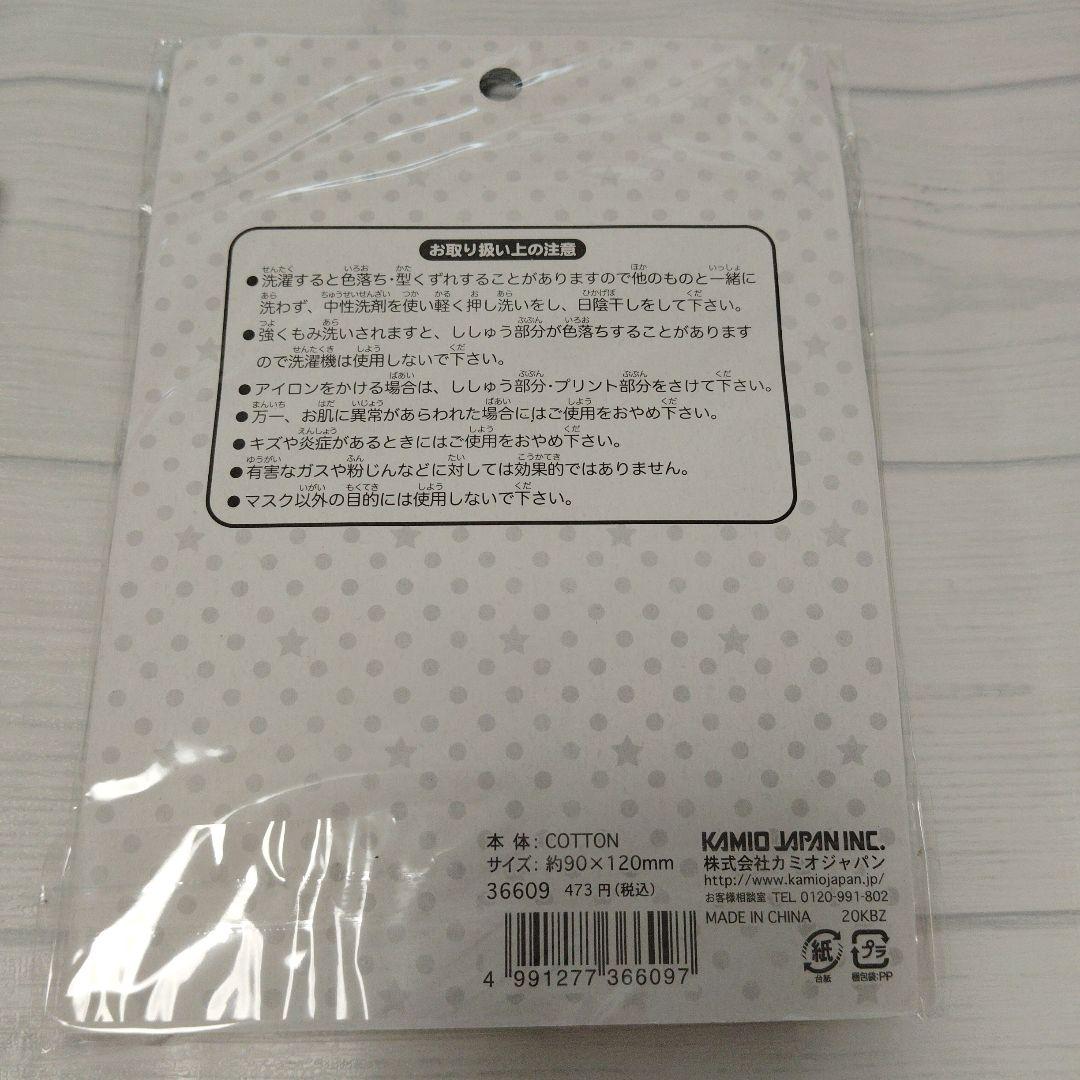 お取り扱い上の注意
●洗濯すると色落ち・型くずれすることがありますので他のものと一緒に
洗わず、中性洗剤を使い軽く押し洗いをし、日陰干しをして下さい。
●強くもみ洗いされますと、ししゅう部分が色落ちすることがあります
ので洗濯機は使用しないで下さい。
●アイロンをかける場合は、ししゅう部分・プリント部分をさけて下さい。
●万一、お肌に異常があらわれた場合にはご使用をおやめ下さい。
●キズや炎症があるときにはご使用をおやめ下さい。
●有害なガスや粉じんなどに対しては効果的ではありません。
●マスク以外の目的には使用しないで下さい。
本体: COTTON
サイズ: 約90×120mm
36609 473円(税込)
4 991277 366097
KAMIO JAPAN INC.
株式会社カミオジャパン
http://www.kamiojapan.jp/
お客様相談室 TEL 0120-991-802
MADE IN CHINA 20KBZ
紙 プラ
台紙 梱包袋:PP